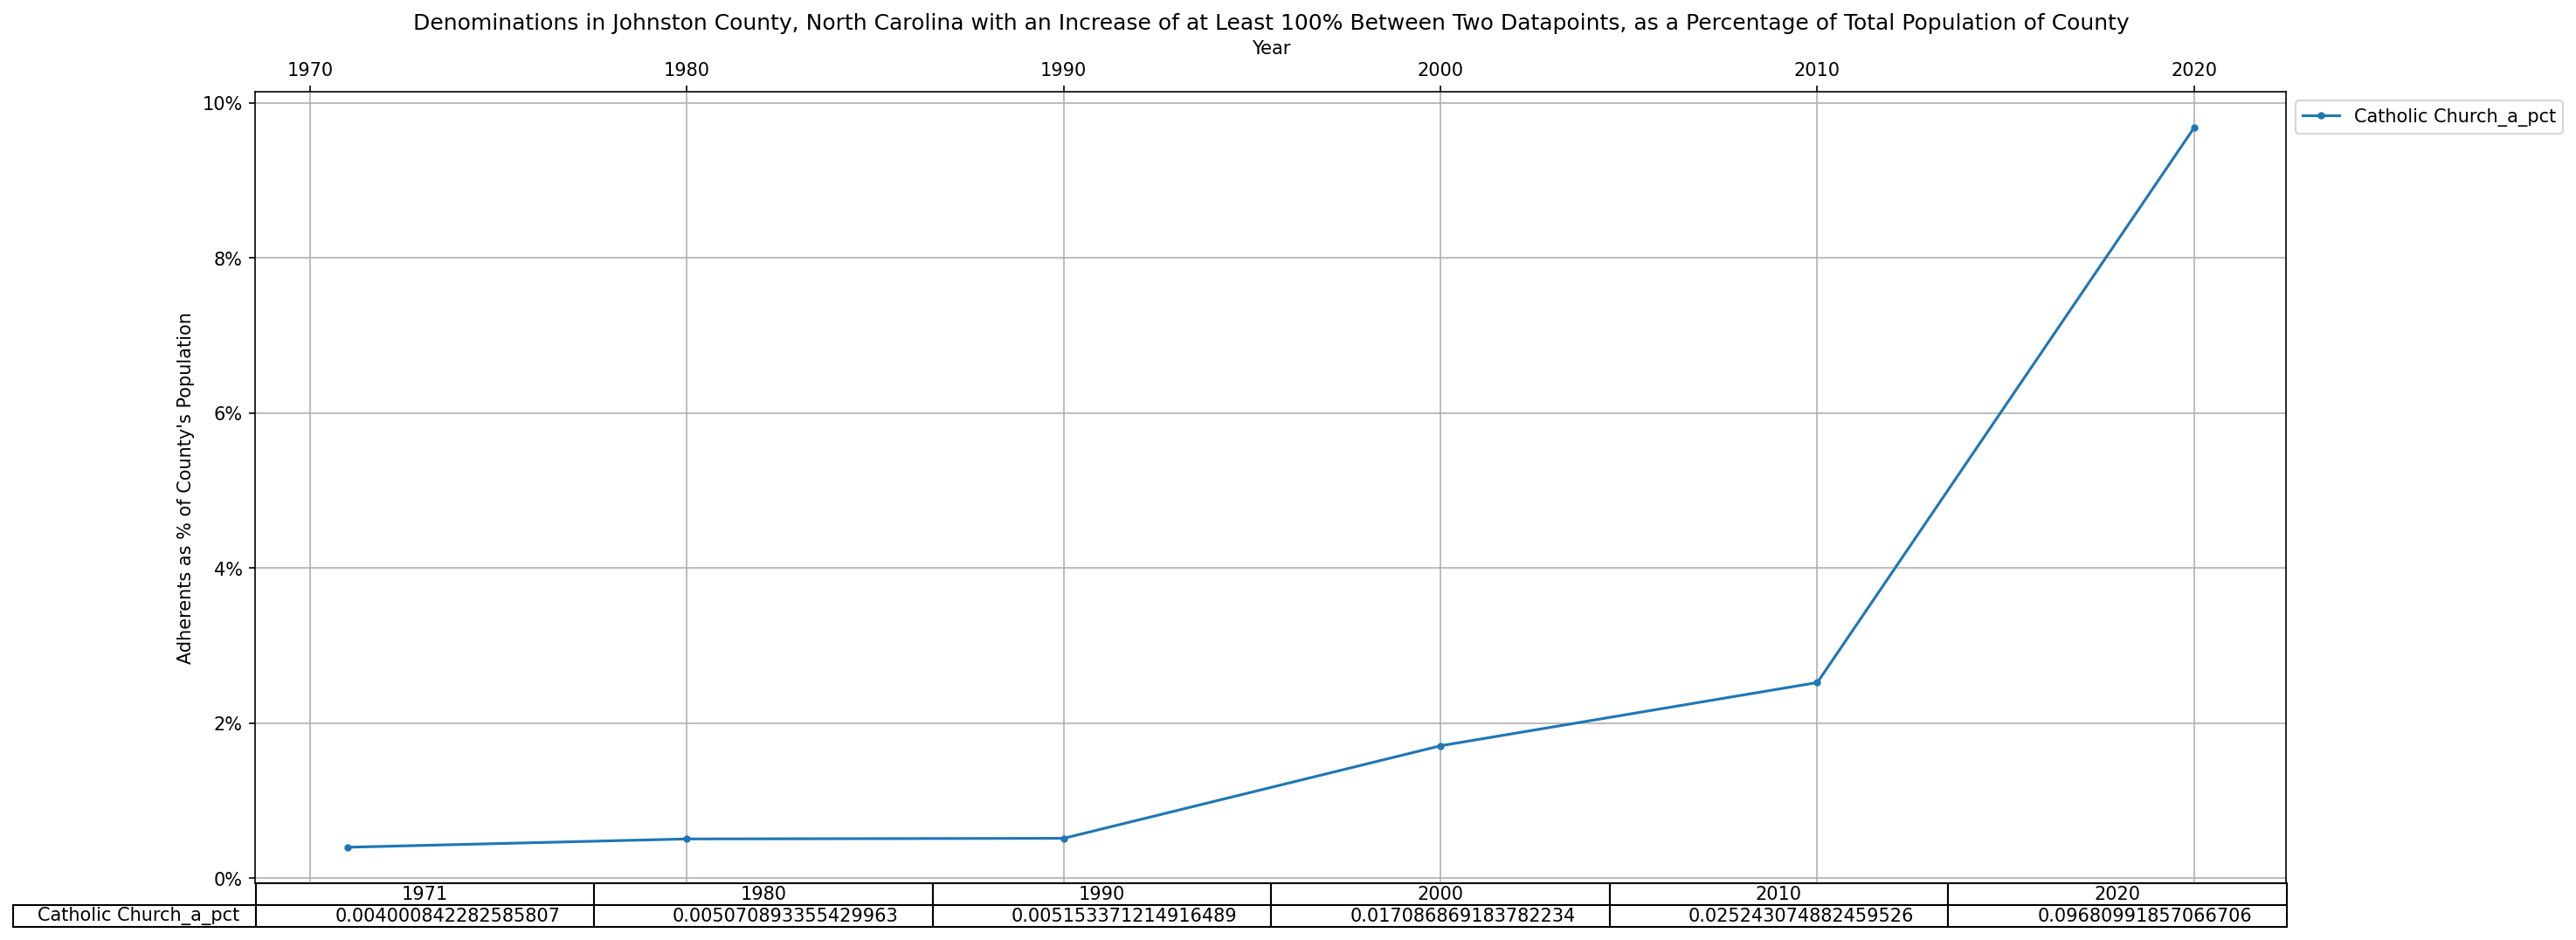 Denominations in Johnston County, North Carolina with an Increase of at Least 100% Between Two Datapoints, as a Percentage of Total Population of County
Year
1970 1980 1990 2000 2010 2020
10%
8%
6%
4%
2%
0%
Adherents as % of County's Population
Catholic Church_a_pct
1971 1980 1990 2000 2010 2020
Catholic Church_a_pct 0.004000842282585807 0.005070893355429963 0.005153371214916489 0.017086869183782234 0.025243074882459526 0.09680991857066706